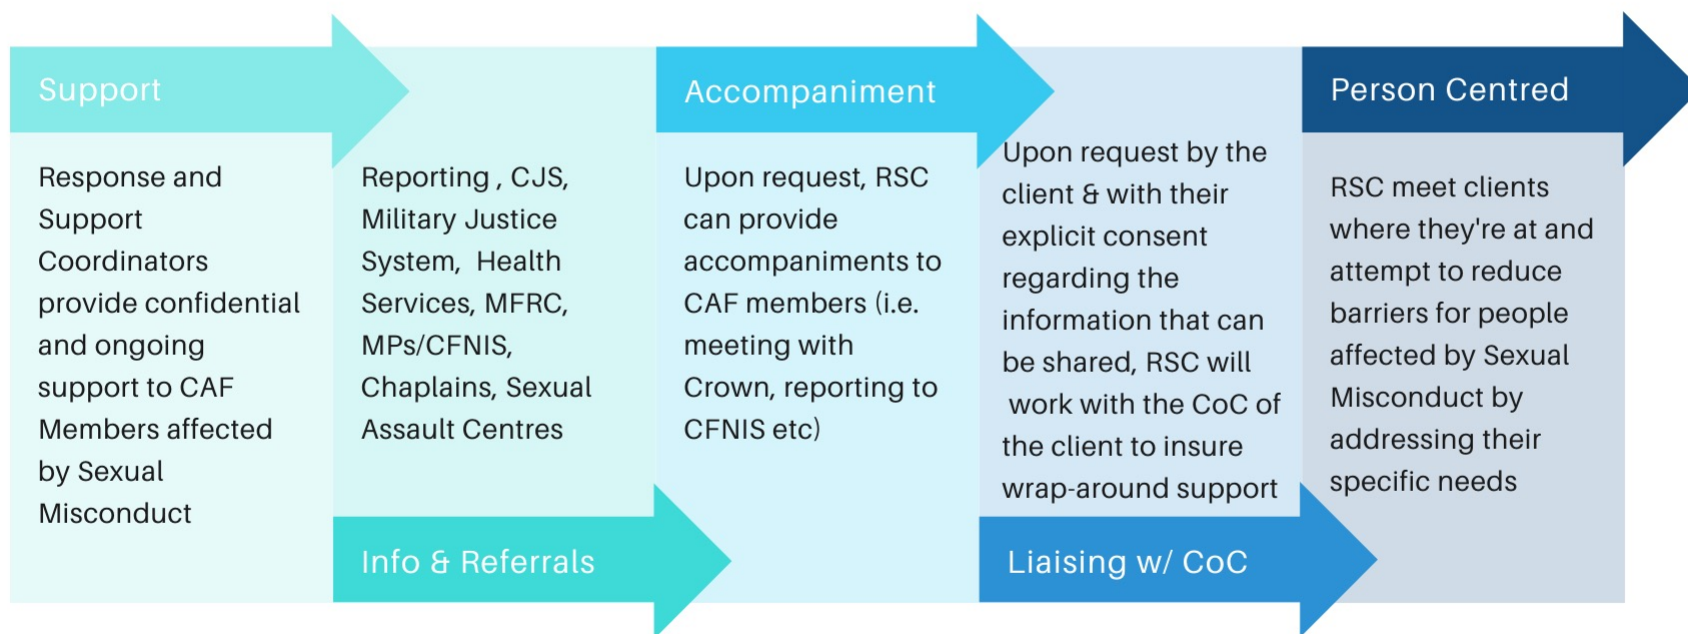 Support
Response and
Support
Coordinators
provide confidential
and ongoing
support to CAF
Members affected
by Sexual
Misconduct
Reporting , CJS,
Military Justice
System, Health
Services, MFRC,
MPs/CFNIS,
Chaplains, Sexual
Assault Centres
Info & Referrals
Accompaniment
Upon request, RSC
can provide
accompaniments to
CAF members (i.e.
meeting with
Crown, reporting to
CFNIS etc)
Upon request by the
client & with their
explicit consent
regarding the
information that can
be shared, RSC will
work with the CoC of
the client to insure
wrap-around support
Liaising w/ CoC
Person Centred
RSC meet clients
where they're at and
attempt to reduce
barriers for people
affected by Sexual
Misconduct by
addressing their
specific needs